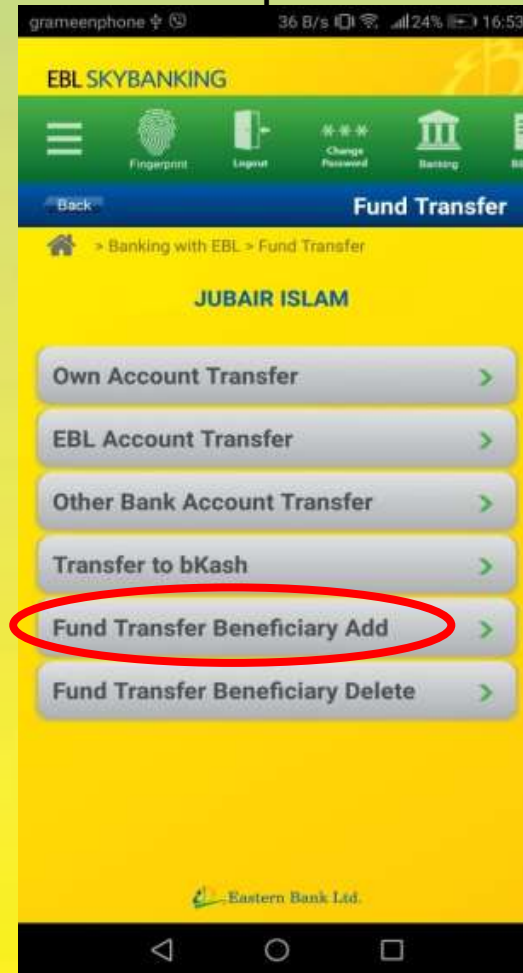 grameenphone 36 B/s 24% 16:53
EBL SKYBANKING
Fingerprint Logout *** Change Password Banking
Back Fund Transfer
> Banking with EBL > Fund Transfer
JUBAIR ISLAM
Own Account Transfer >
EBL Account Transfer >
Other Bank Account Transfer >
Transfer to bKash >
Fund Transfer Beneficiary Add >
Fund Transfer Beneficiary Delete >
Eastern Bank Ltd.